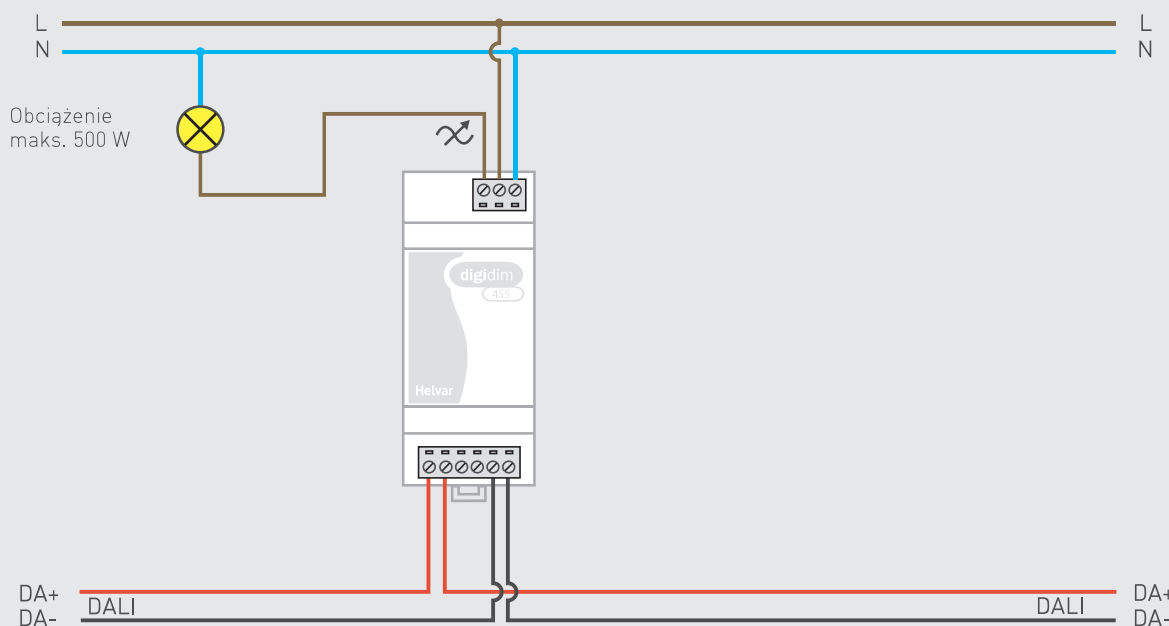 L
L
N
N
Obciążenie
maks. 500 W
digidim
455
Helvar
DA+
DALI
DA-
DALI
DA+
DA-